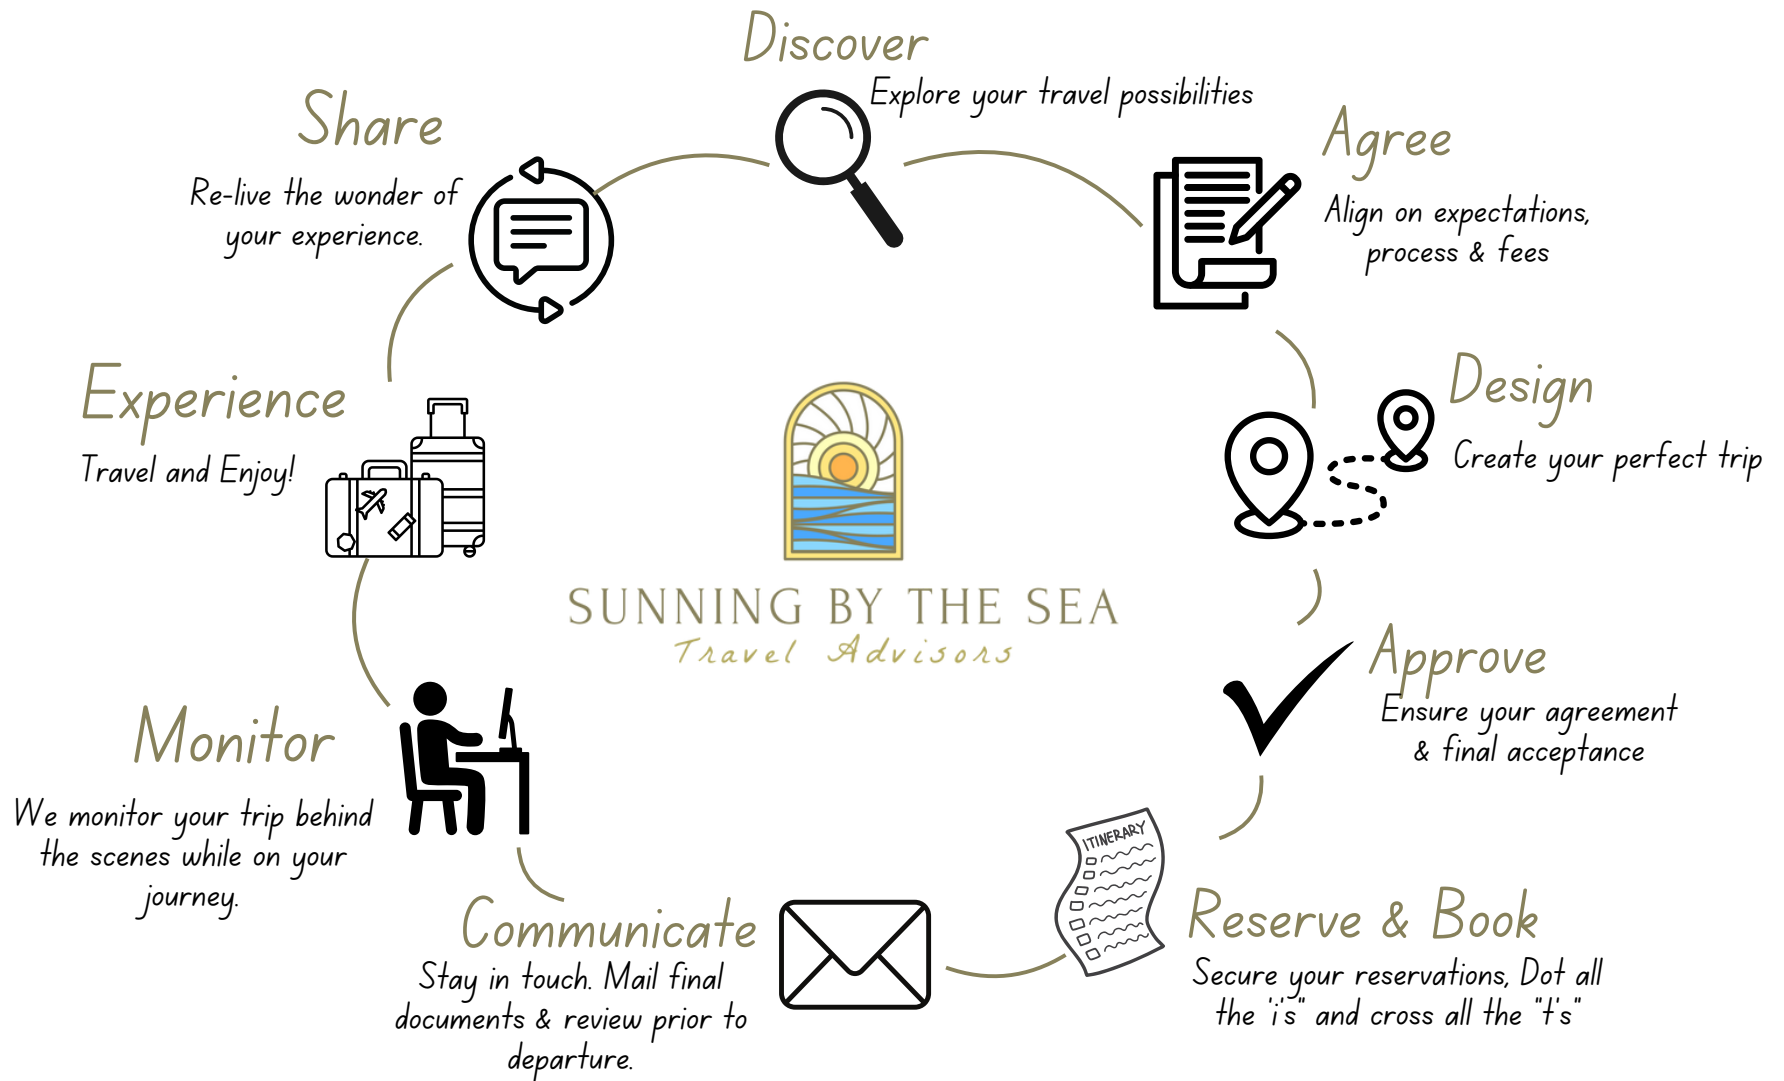 Discover
Explore your travel possibilities
Agree
Align on expectations,
process & fees
Design
Create your perfect trip
Approve
Ensure your agreement
& final acceptance
ITINERARY
Reserve & Book
Secure your reservations, Dot all
the 'i's" and cross all the "t's"
Communicate
Stay in touch. Mail final
documents & review prior to
departure.
Monitor
We monitor your trip behind
the scenes while on your
journey.
Experience
Travel and Enjoy!
Share
Re-live the wonder of
your experience.
SUNNING BY THE SEA
Travel Advisors